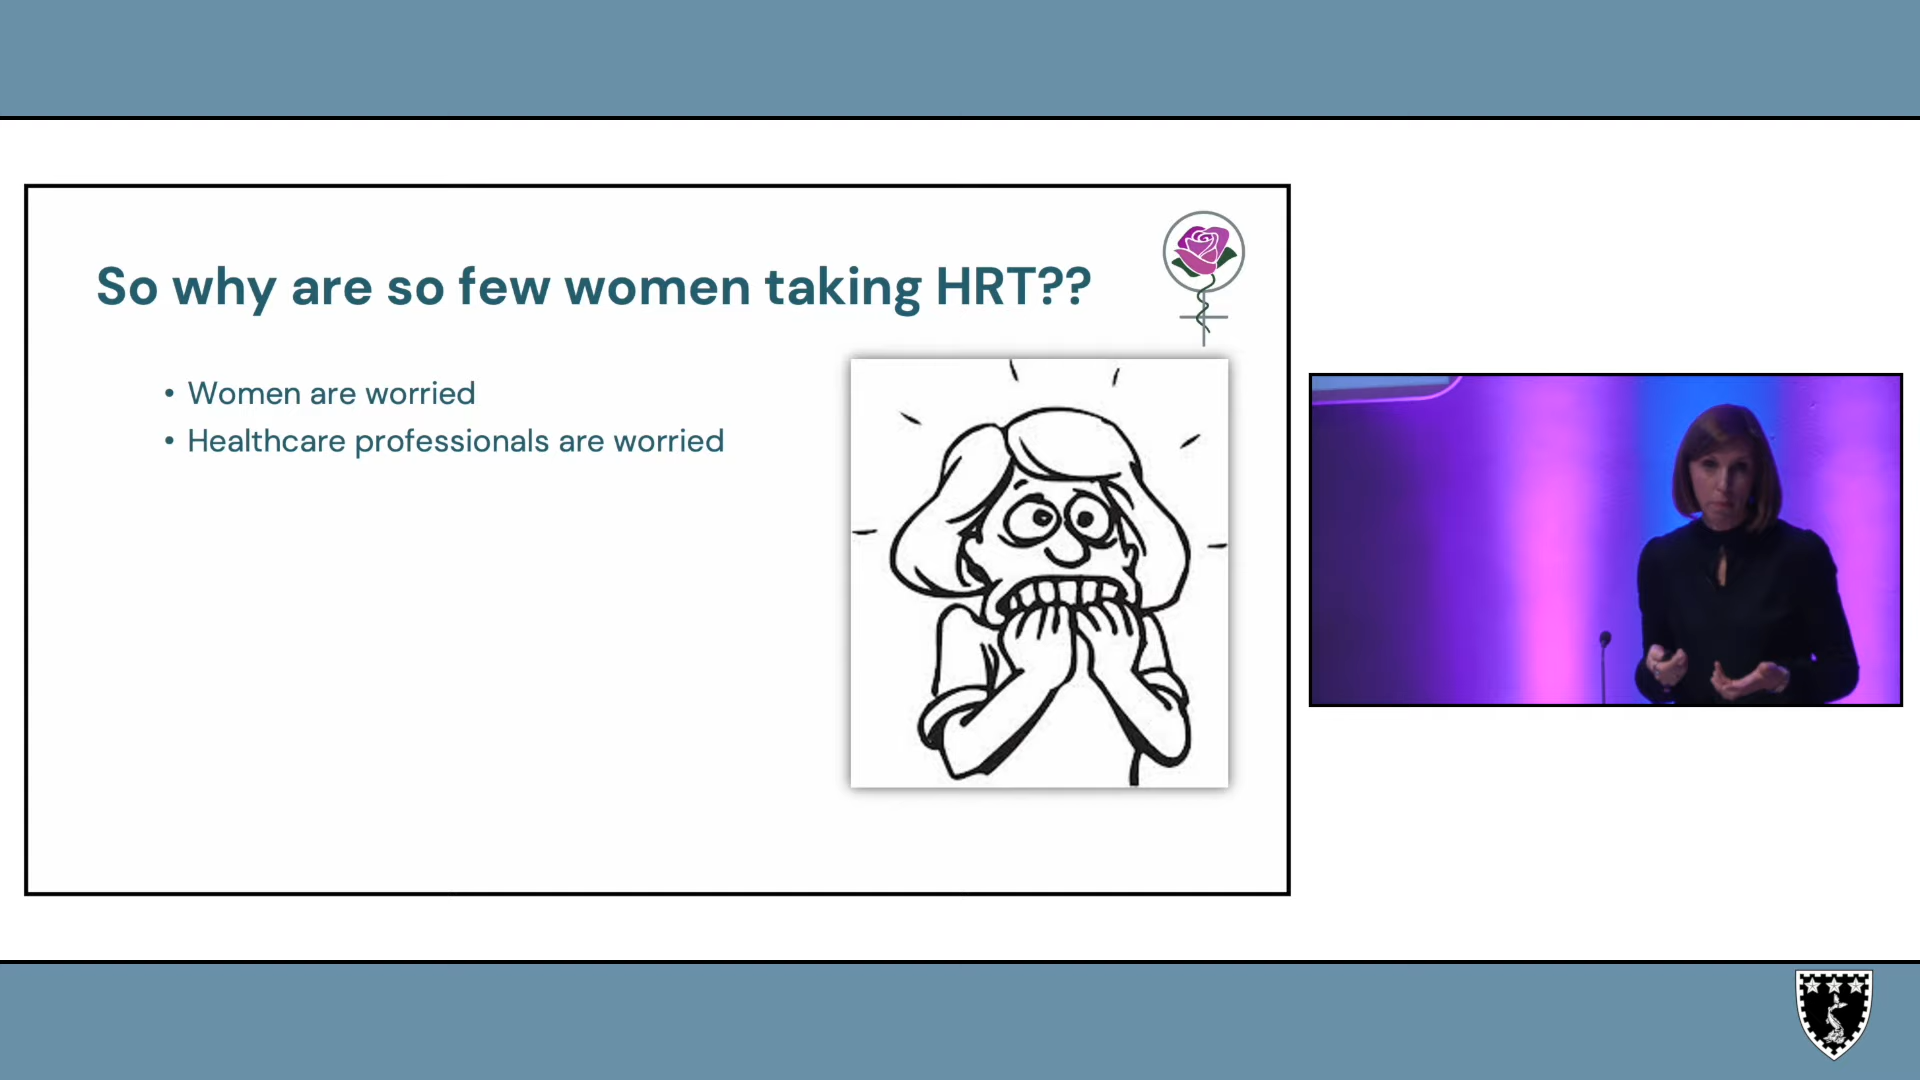 So why are so few women taking HRT??
• Women are worried
• Healthcare professionals are worried